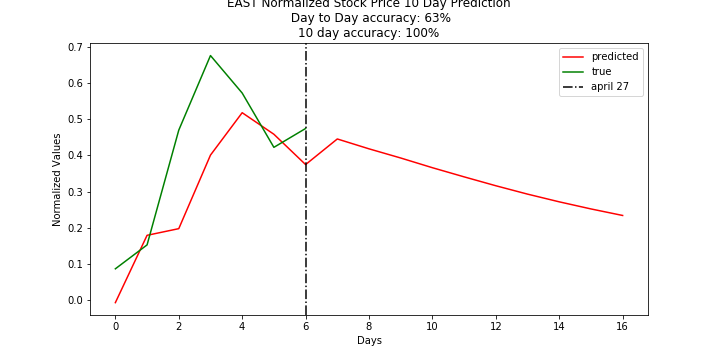 EAST Normalized Stock Price 10 Day Prediction
Day to Day accuracy: 63%
10 day accuracy: 100%
predicted
true
april 27
Normalized Values
0.7
0.6
0.5
0.4
0.3
0.2
0.1
0.0
0 2 4 6 8 10 12 14 16
Days